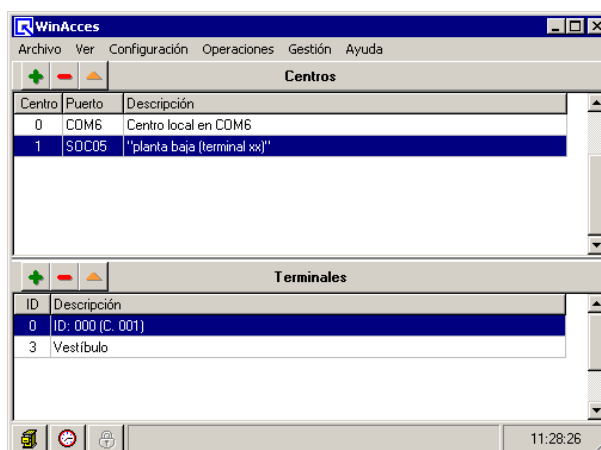 WinAcces
Archivo Ver Configuración Operaciones Gestión Ayuda
Centros
Centro Puerto Descripción
0 COM6 Centro local en COM6
1 SOC05 "planta baja (terminal xx)"
Terminales
ID Descripción
0 ID: 000 (C. 001)
3 Vestíbulo
11:28:26